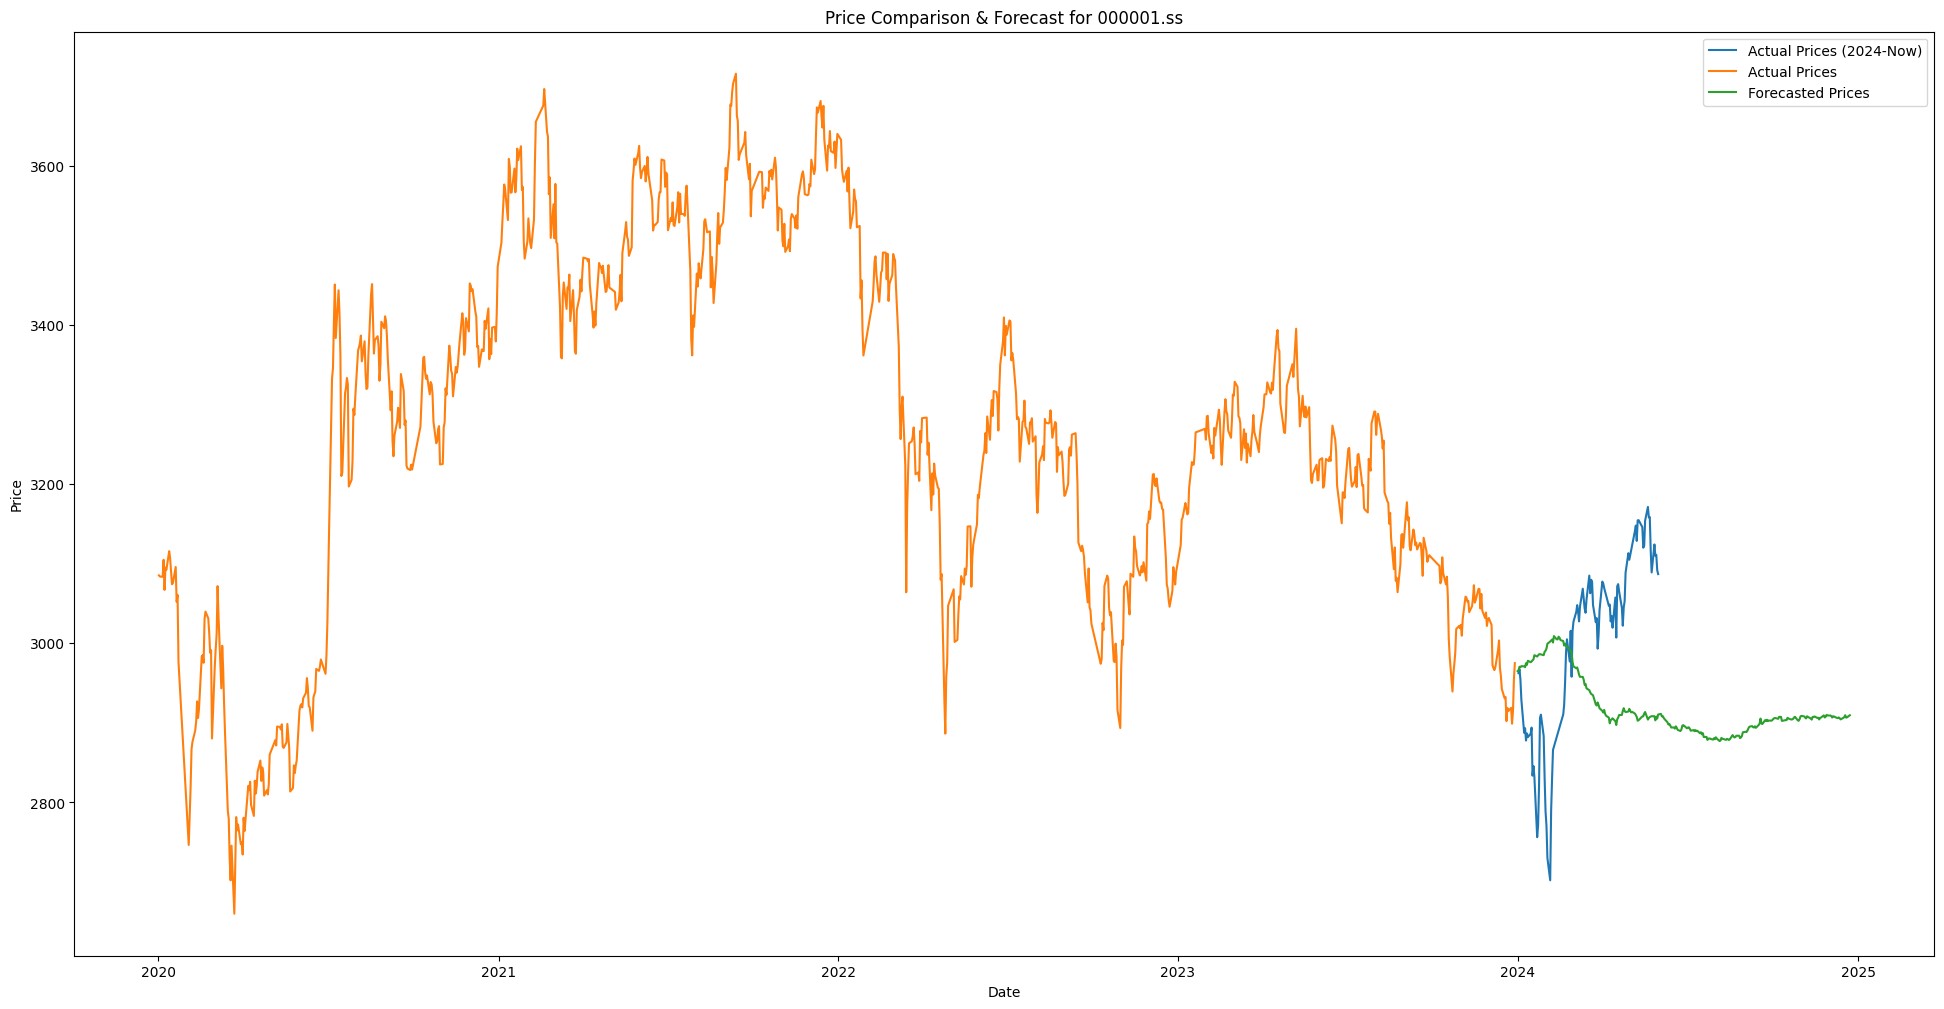 Price Comparison & Forecast for 000001.ss
Actual Prices (2024-Now)
Actual Prices
Forecasted Prices
Price
3600
3400
3200
3000
2800
2020
2021
2022
2023
2024
2025
Date